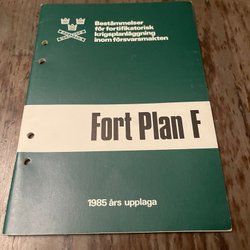 Bestämmelser
för fortifikatorisk
krigsplanläggning
inom försvarsmakten
Fort Plan F
1985 års upplaga